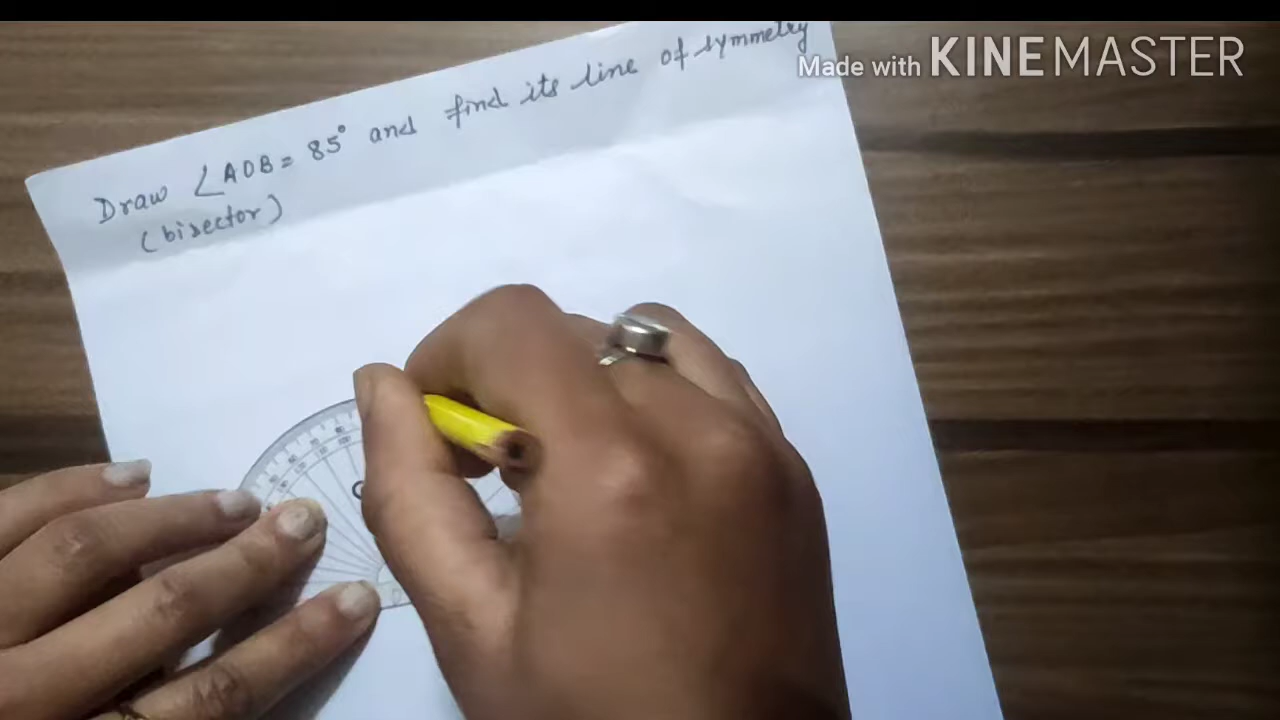 Made with KINEMASTER
Draw ∠AOB = 85° and find its line of symmetry
(bisector)